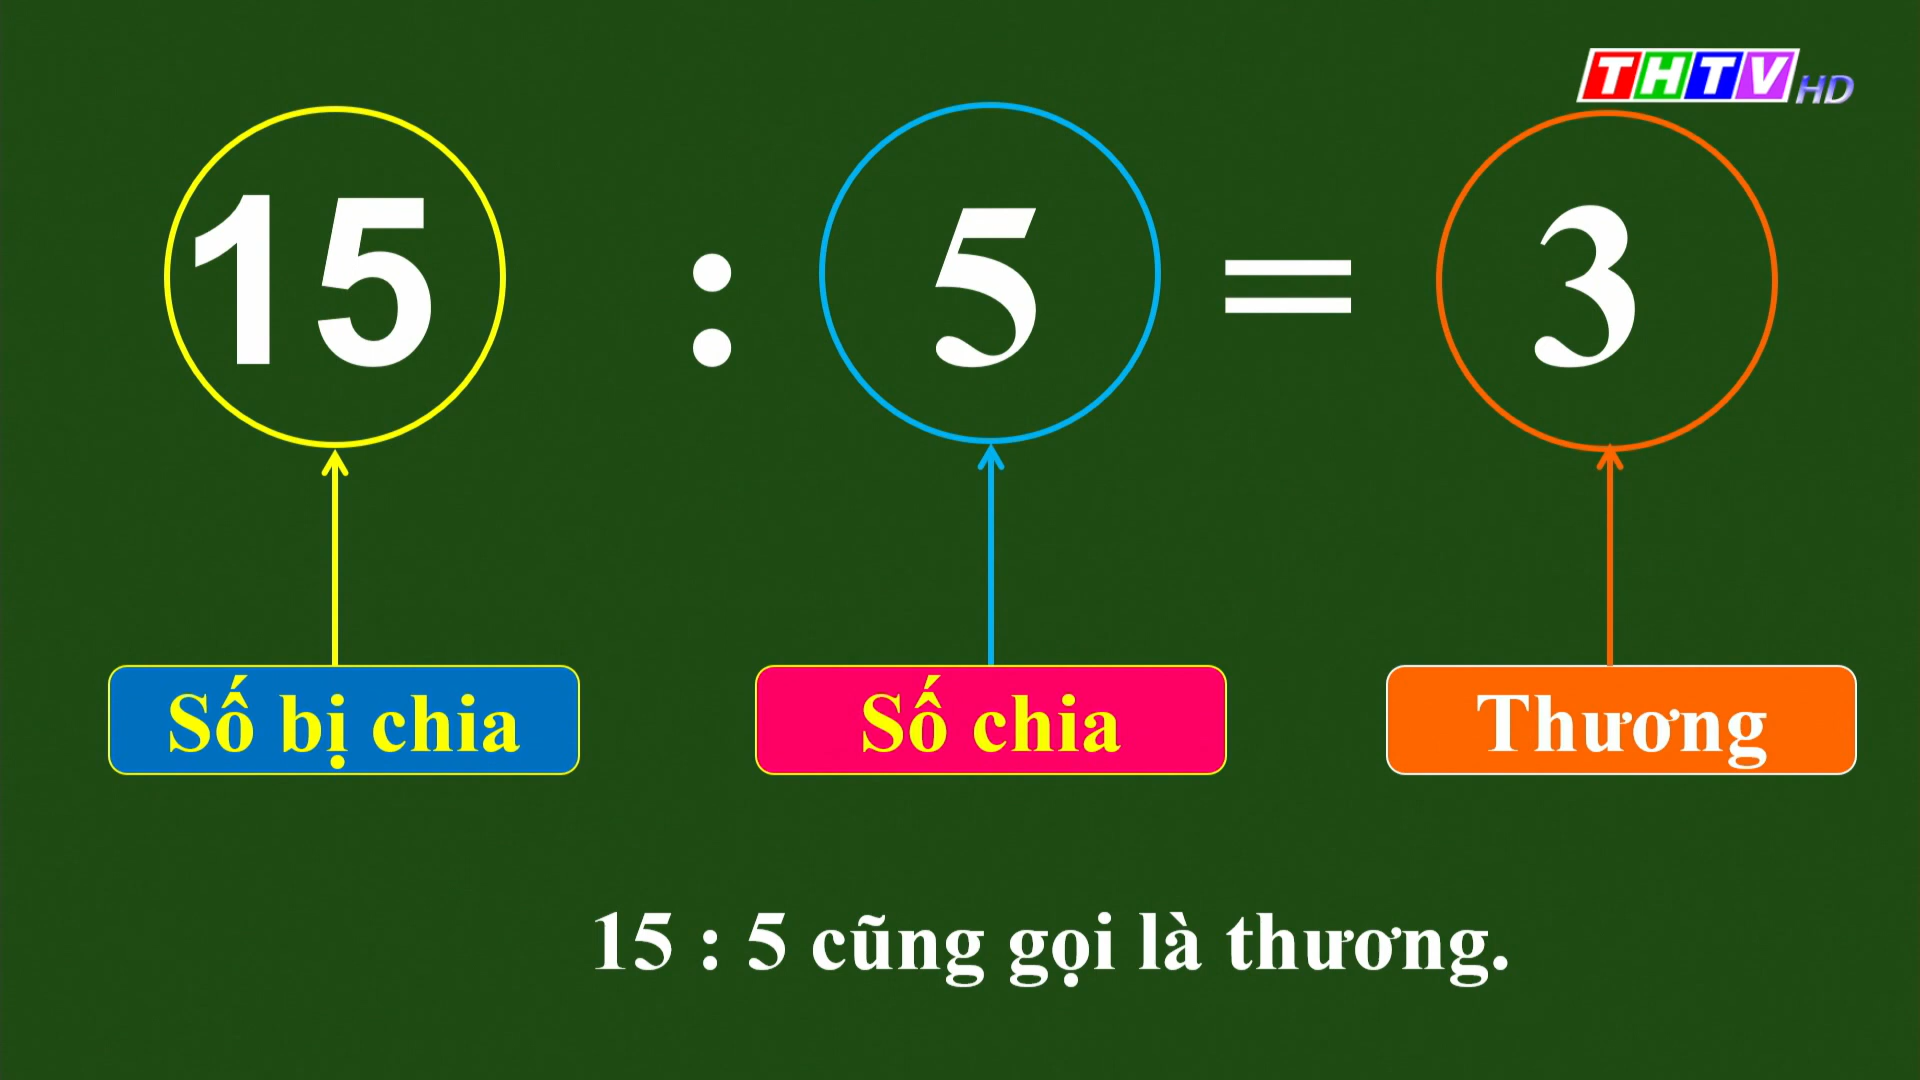 THTV HD
15 : 5 = 3
Số bị chia Số chia Thương
15 : 5 cũng gọi là thương.